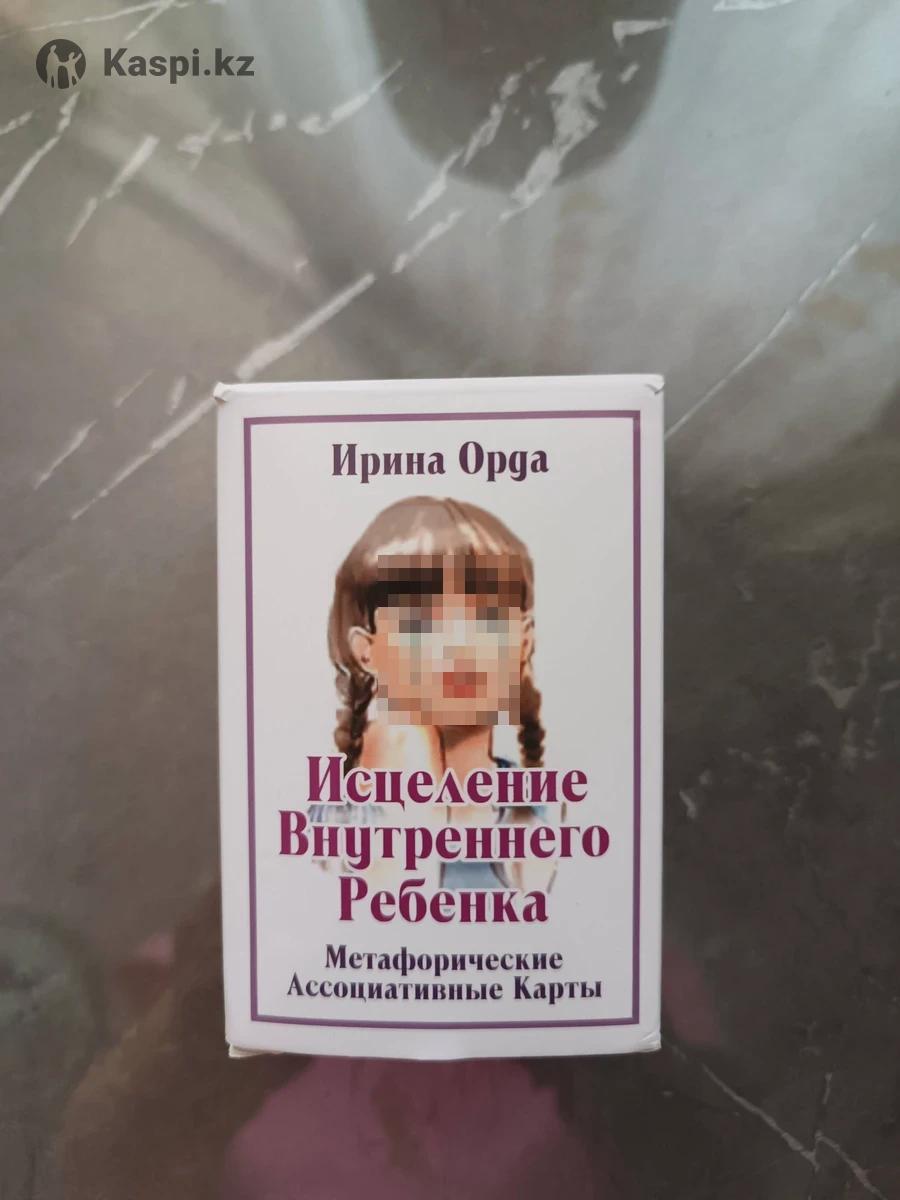 Kaspi.kz
Ирина Орда
Исцеление
Внутреннего
Ребенка
Метафорические
Ассоциативные Карты